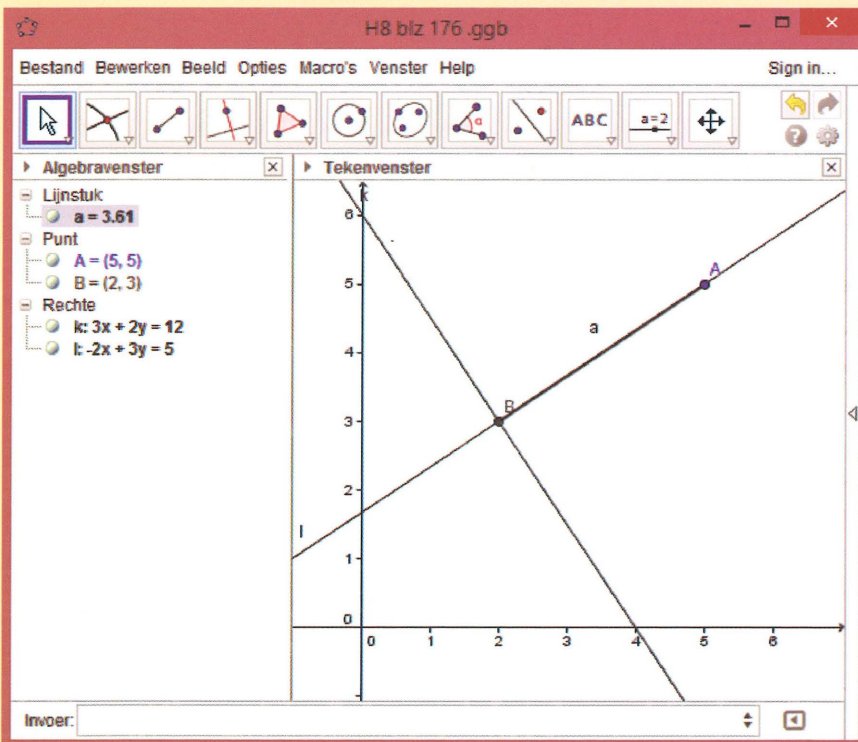 H8 blz 176 .ggb
Bestand Bewerken Beeld Opties Macro's Venster Help Sign in...
ABC a=2
Algebravenster
Lijnstuk
a = 3.61
Punt
A = (5, 5)
B = (2, 3)
Rechte
k: 3x + 2y = 12
l: -2x + 3y = 5
Tekenvenster
k
6
5
A
4
a
3
B
2
l
1
0
0 1 2 3 4 5 6
Invoer: